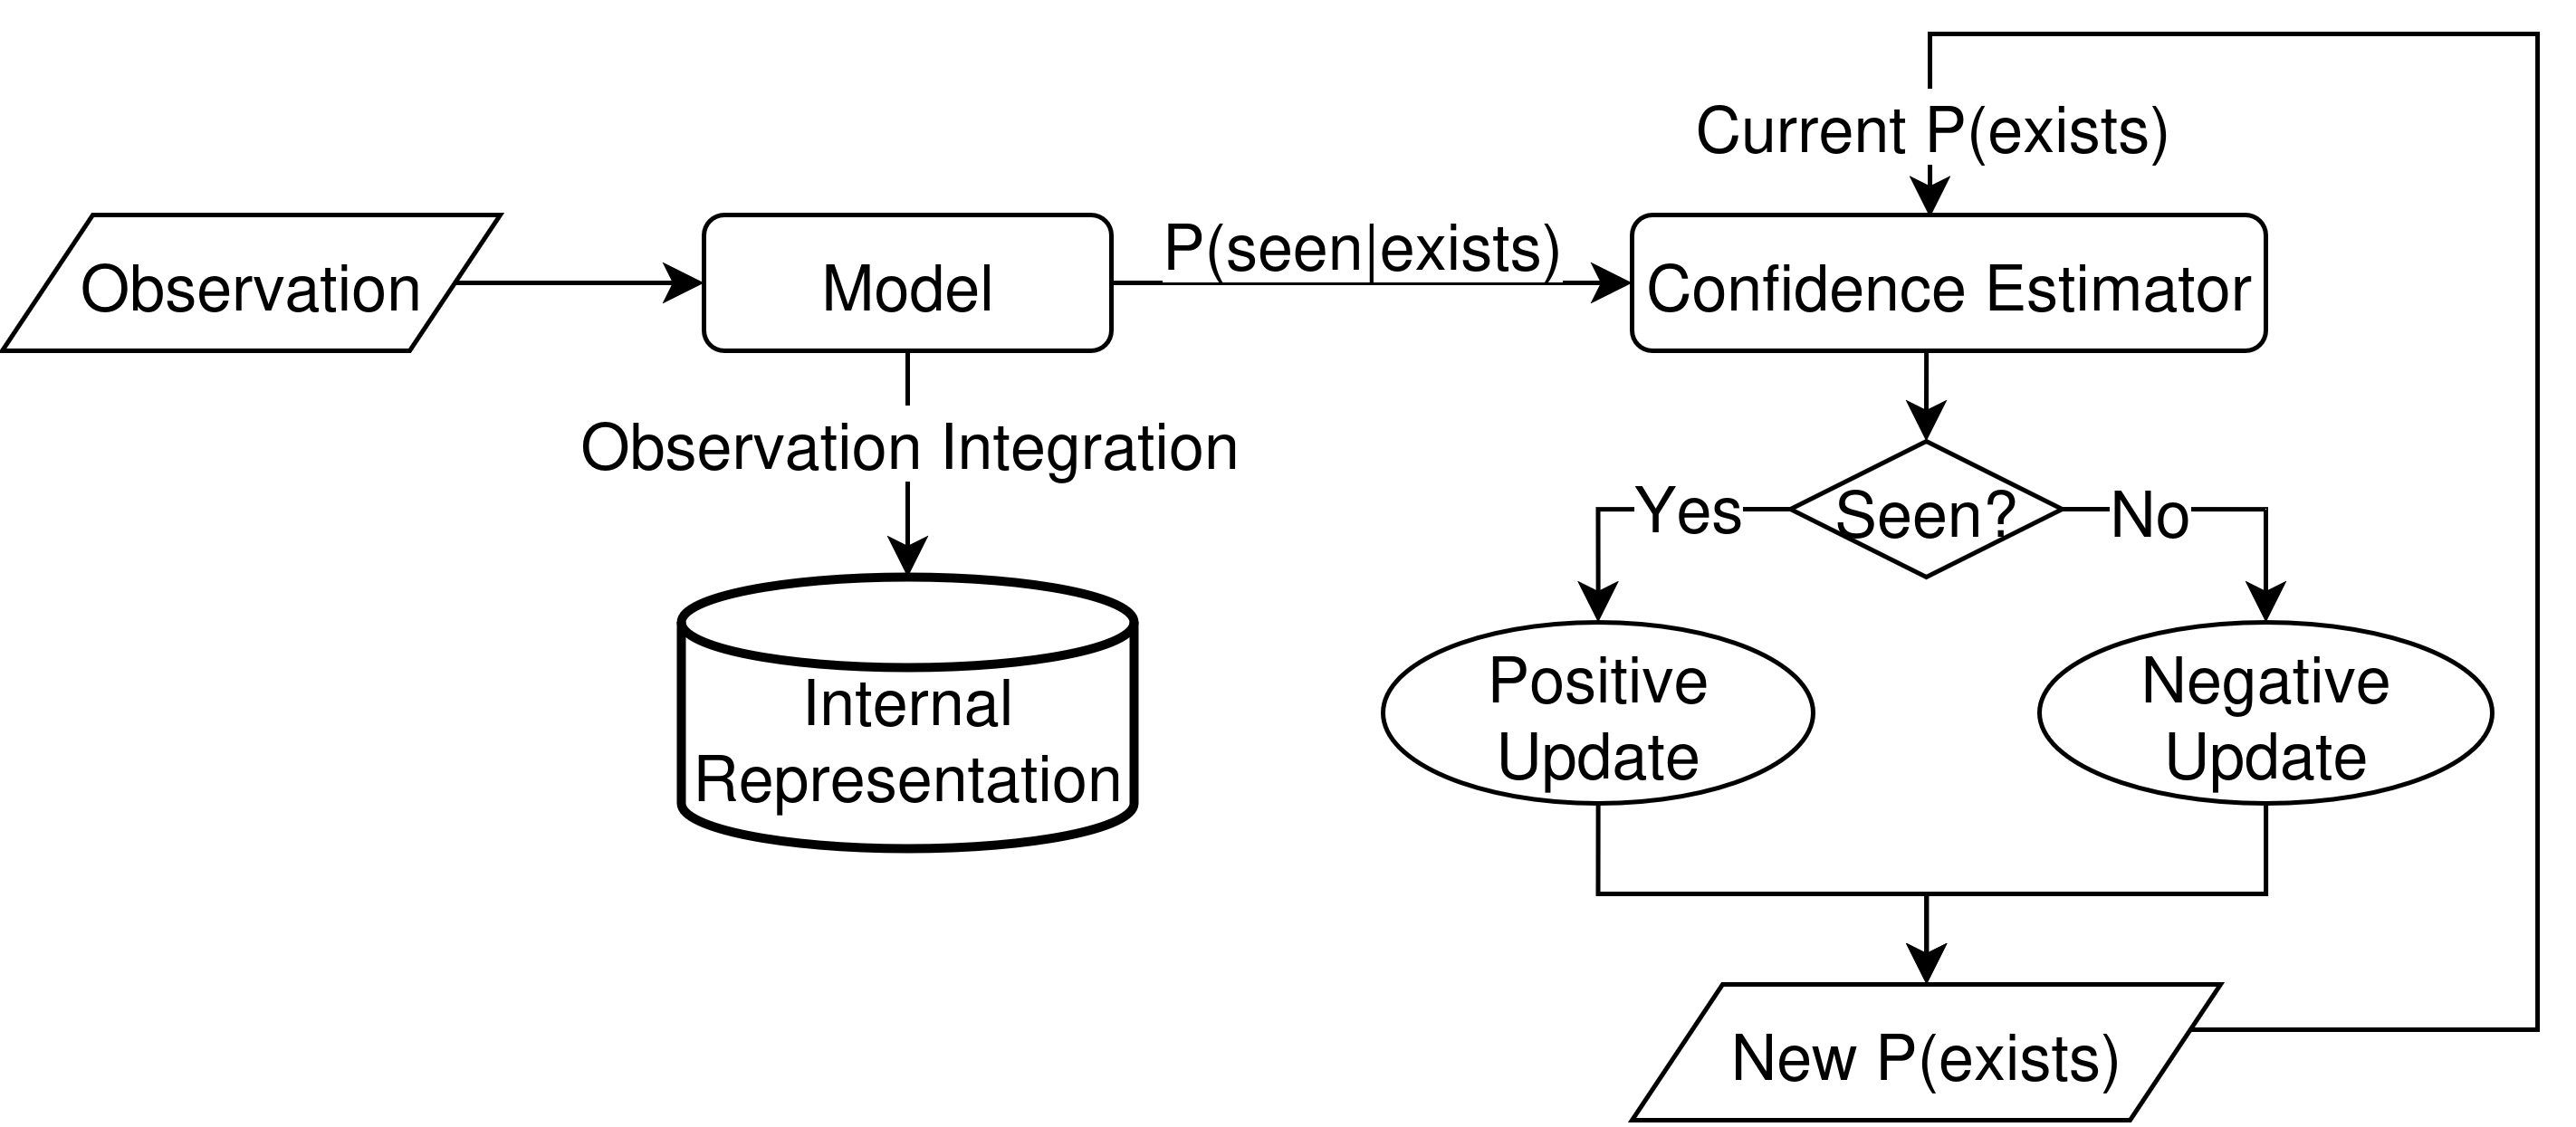 Current P(exists)
Observation
Model
P(seen|exists)
Confidence Estimator
Observation Integration
Seen?
Yes
No
Internal
Representation
Positive
Update
Negative
Update
New P(exists)